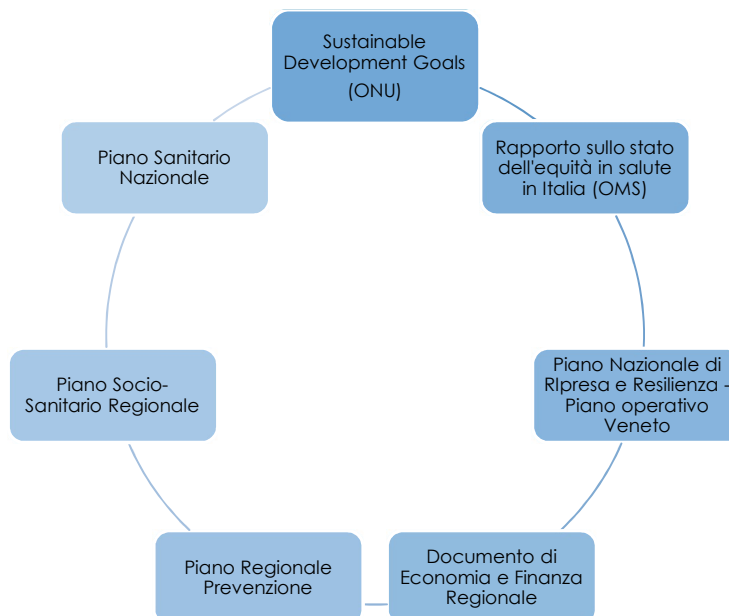 Sustainable
Development Goals
(ONU)
Rapporto sullo stato
dell'equità in salute
in Italia (OMS)
Piano Nazionale di
RIpresa e Resilienza -
Piano operativo
Veneto
Documento di
Economia e Finanza
Regionale
Piano Regionale
Prevenzione
Piano Socio-
Sanitario Regionale
Piano Sanitario
Nazionale